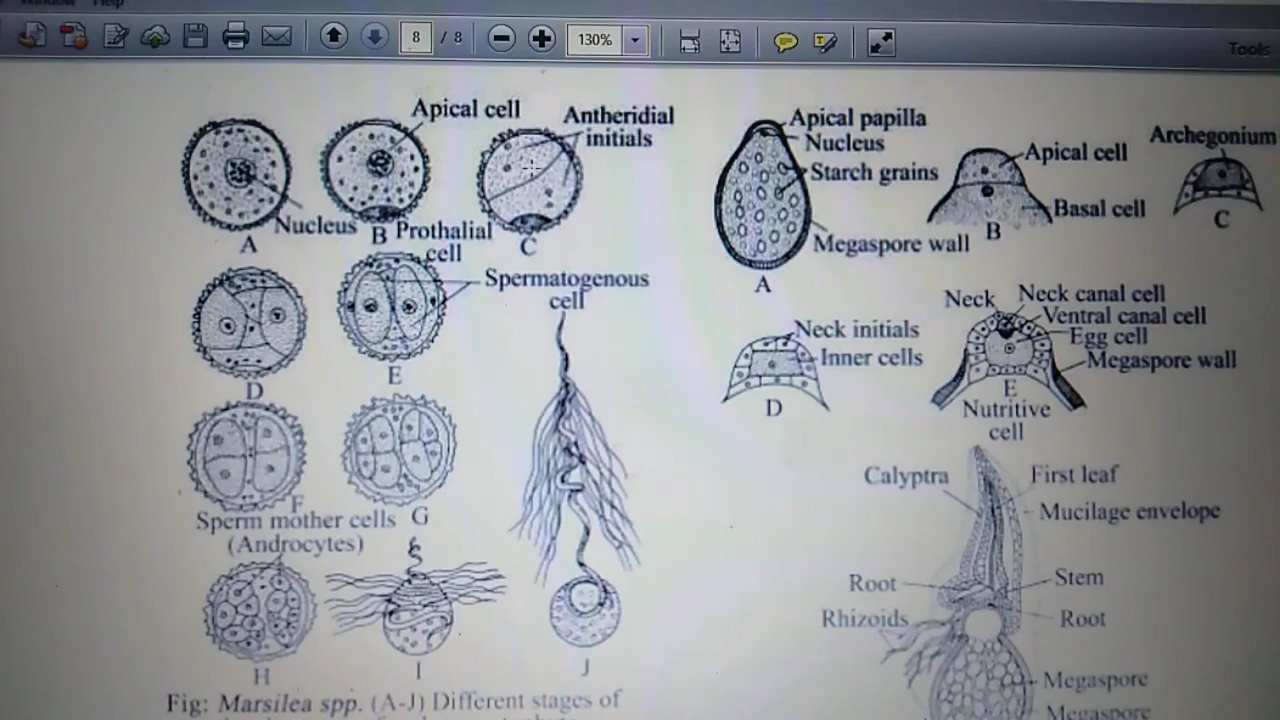 Help
8 / 8
130%
Tools
Apical cell
Antheridial
initials
Nucleus
A
B
Prothalial
cell
C
Spermatogenous
cell
D
E
F
Sperm mother cells
(Androcytes)
G
H
I
J
Fig: Marsilea spp. (A-J) Different stages of
Apical papilla
Nucleus
Starch grains
Megaspore wall
A
Apical cell
Basal cell
B
Archegonium
C
Neck initials
Inner cells
D
Neck
Neck canal cell
Ventral canal cell
Egg cell
Megaspore wall
E
Nutritive
cell
Calyptra
First leaf
Mucilage envelope
Root
Stem
Rhizoids
Root
Megaspore
Megaspore